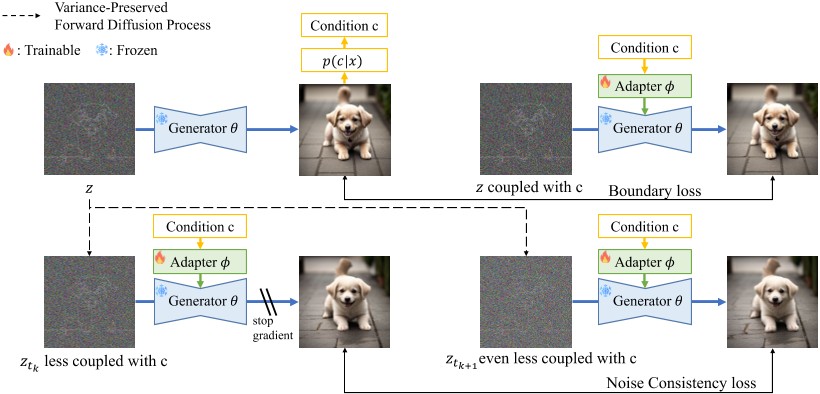 Variance-Preserved
Forward Diffusion Process
: Trainable
: Frozen
Condition c
p(c|x)
Generator θ
z
Condition c
Adapter ϕ
Generator θ
z coupled with c
Boundary loss
Condition c
Adapter ϕ
Generator θ
stop
gradient
z_{t_k} less coupled with c
Condition c
Adapter ϕ
Generator θ
z_{t_{k+1}} even less coupled with c
Noise Consistency loss